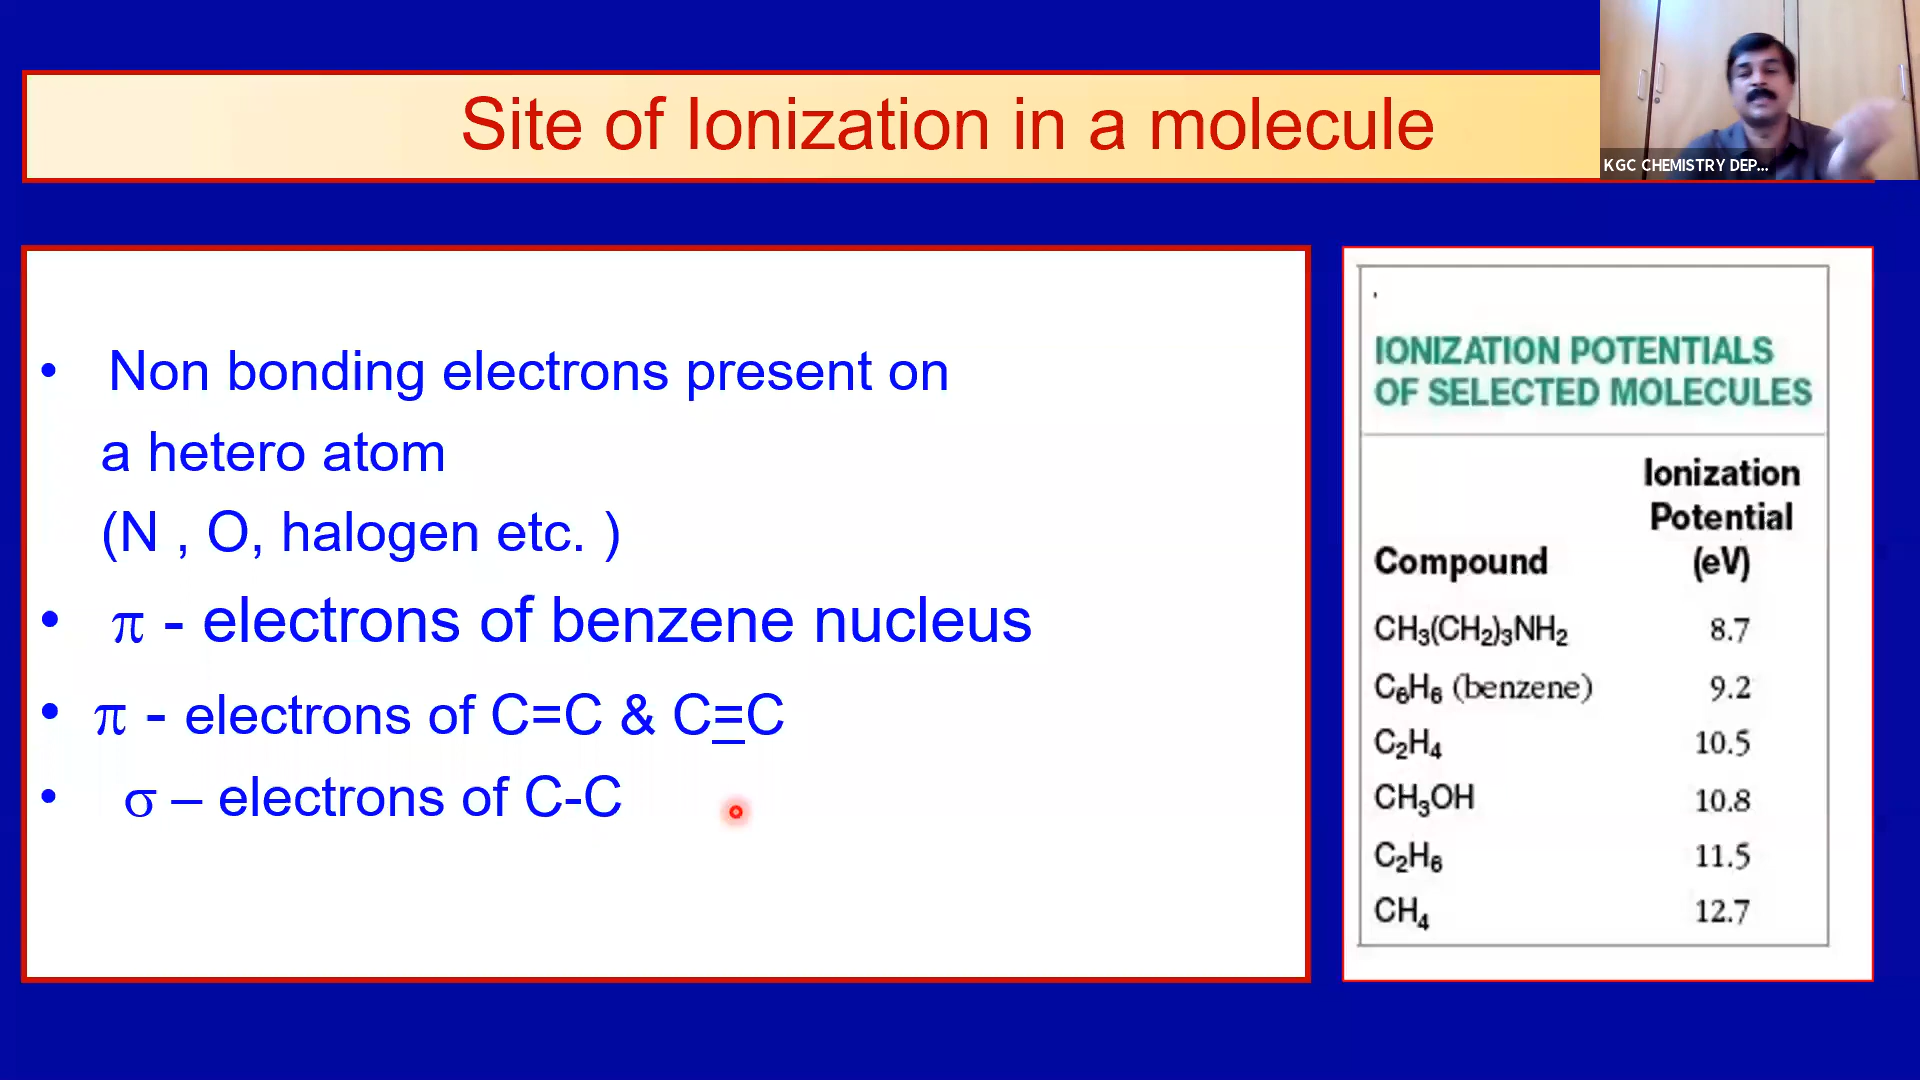 Site of Ionization in a molecule
KGC CHEMISTRY DEP...
• Non bonding electrons present on
a hetero atom
(N , O, halogen etc. )
• π - electrons of benzene nucleus
• π - electrons of C=C & C≡C
• σ – electrons of C-C
IONIZATION POTENTIALS
OF SELECTED MOLECULES
Ionization
Potential
Compound (eV)
CH₃(CH₂)₃NH₂ 8.7
C₆H₆ (benzene) 9.2
C₂H₄ 10.5
CH₃OH 10.8
C₂H₆ 11.5
CH₄ 12.7